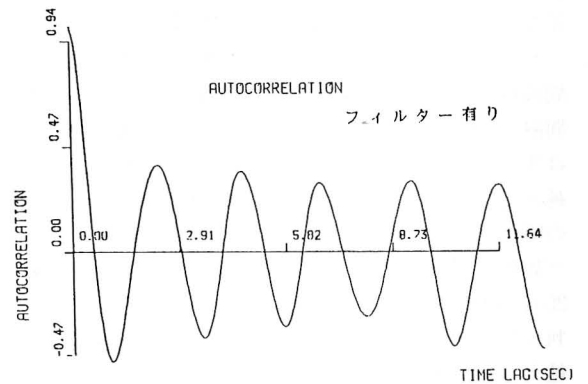 0.94
AUTOCORRELATION
フィルター有り
0.47
AUTOCORRELATION
0.00
0.00
2.91
5.82
8.73
11.64
-0.47
TIME LAG(SEC)